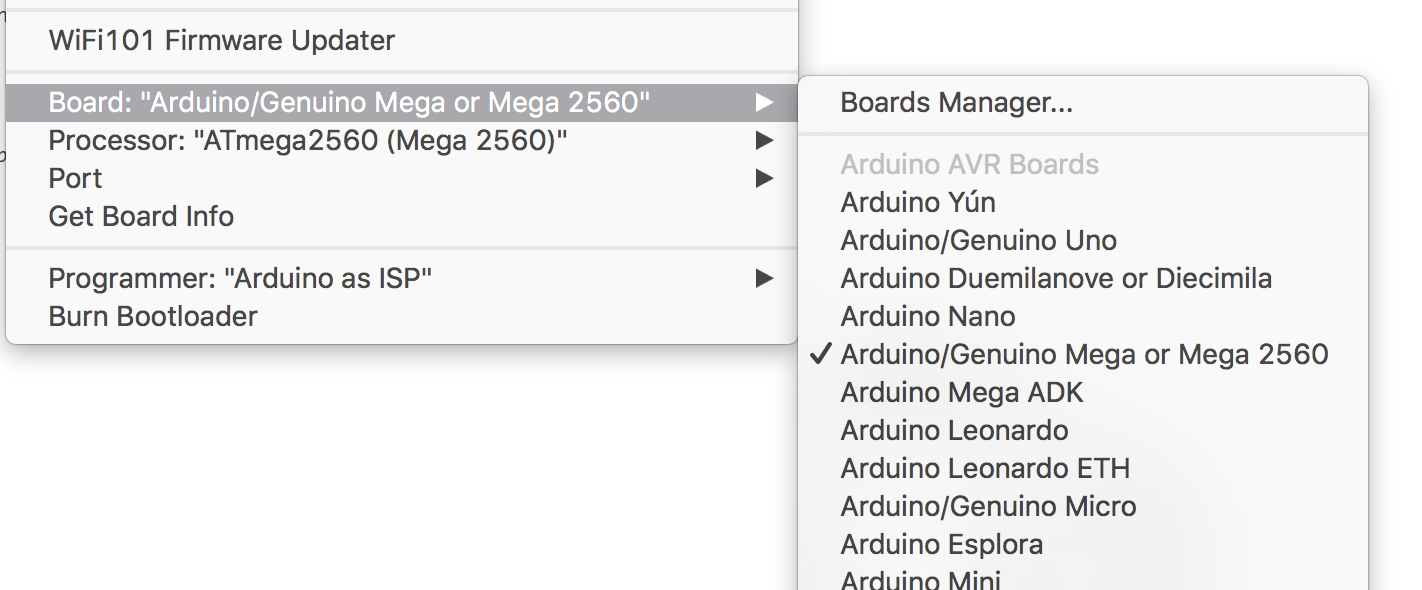 WiFi101 Firmware Updater
Board: "Arduino/Genuino Mega or Mega 2560"
Processor: "ATmega2560 (Mega 2560)"
Port
Get Board Info
Programmer: "Arduino as ISP"
Burn Bootloader
Boards Manager...
Arduino AVR Boards
Arduino Yún
Arduino/Genuino Uno
Arduino Duemilanove or Diecimila
Arduino Nano
Arduino/Genuino Mega or Mega 2560
Arduino Mega ADK
Arduino Leonardo
Arduino Leonardo ETH
Arduino/Genuino Micro
Arduino Esplora
Arduino Mini